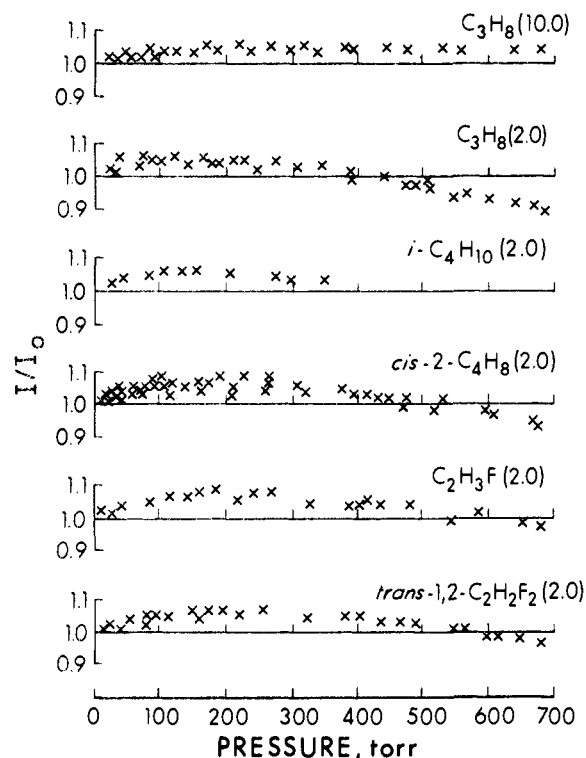 C3H8(10.0)
1.1
1.0
0.9
C3H8(2.0)
1.1
1.0
0.9
i-C4H10(2.0)
1.1
1.0
0.9
I/Io
cis-2-C4H8(2.0)
1.1
1.0
0.9
C2H3F(2.0)
1.1
1.0
0.9
trans-1,2-C2H2F2(2.0)
1.1
1.0
0.9
0 100 200 300 400 500 600 700
PRESSURE, torr